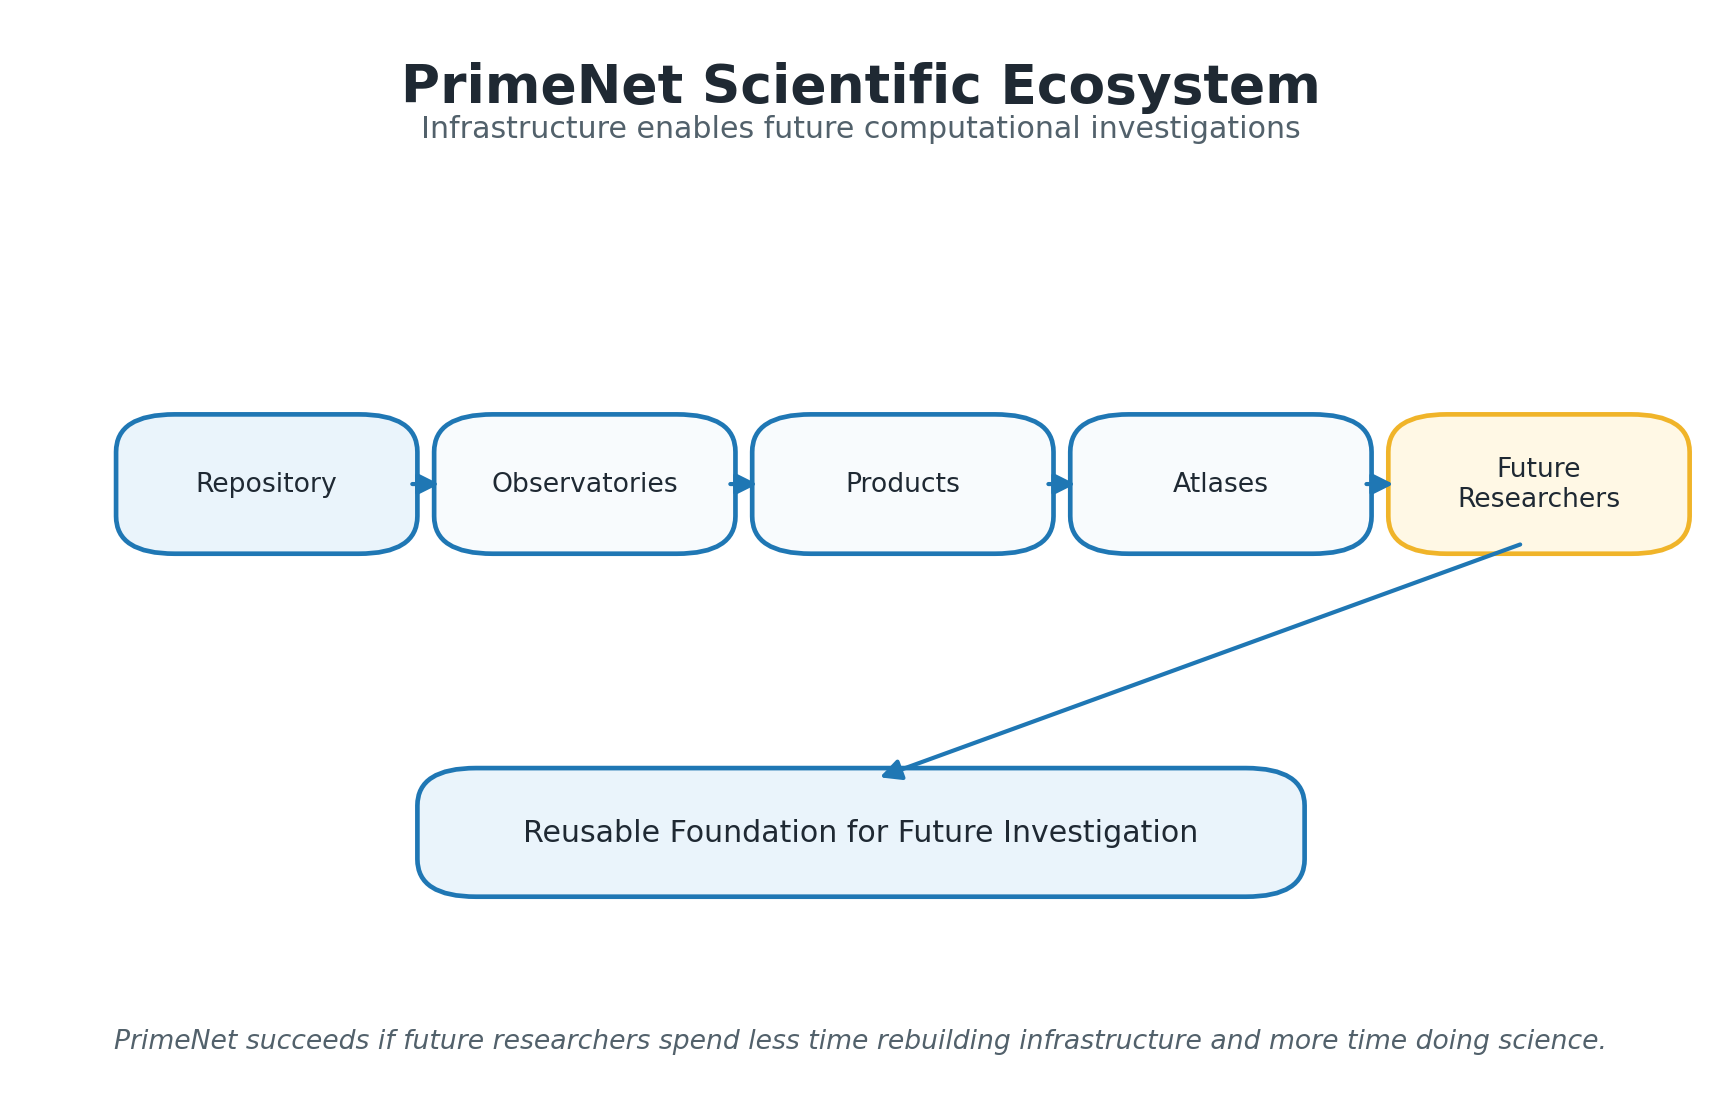 PrimeNet Scientific Ecosystem
Infrastructure enables future computational investigations
Repository
Observatories
Products
Atlases
Future
Researchers
Reusable Foundation for Future Investigation
PrimeNet succeeds if future researchers spend less time rebuilding infrastructure and more time doing science.